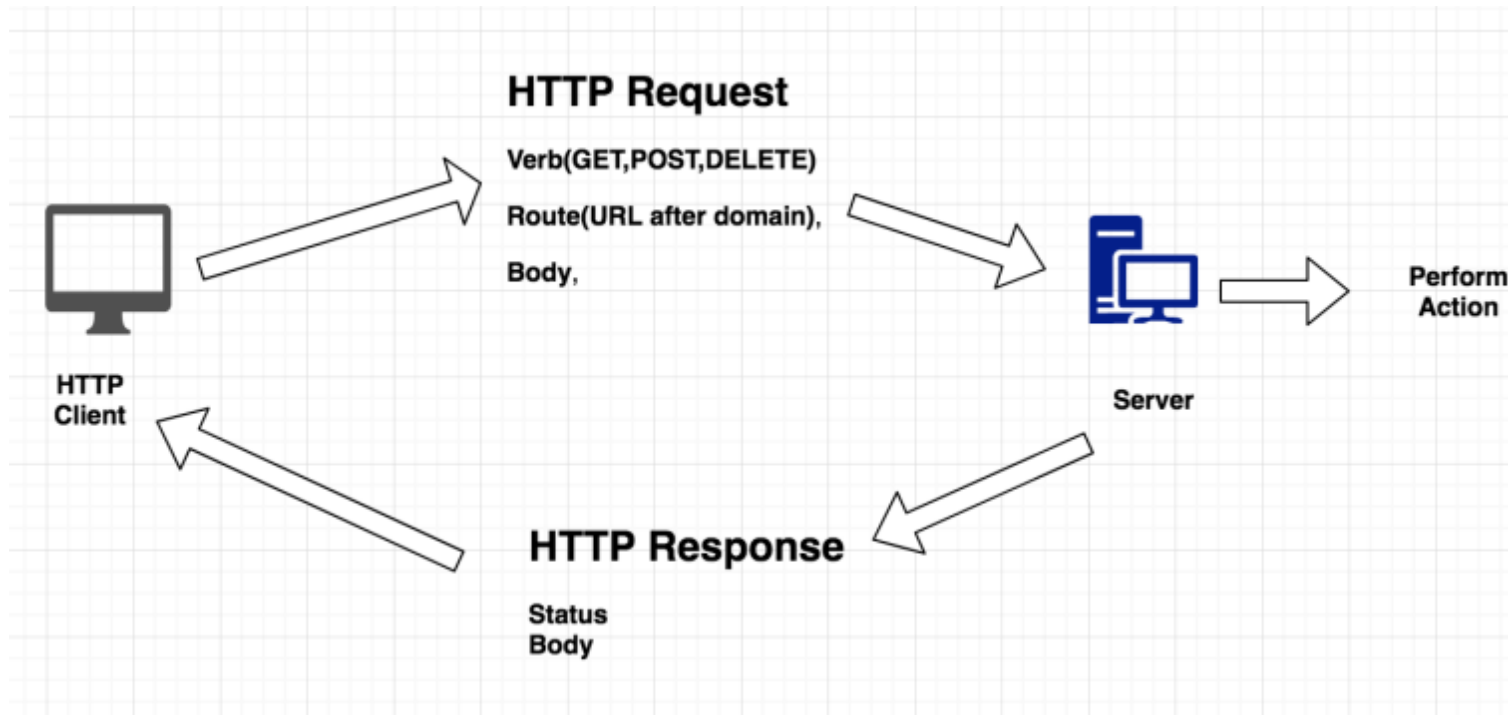 HTTP Request
Verb(GET,POST,DELETE)
Route(URL after domain),
Body,
HTTP
Client
Server
Perform
Action
HTTP Response
Status
Body